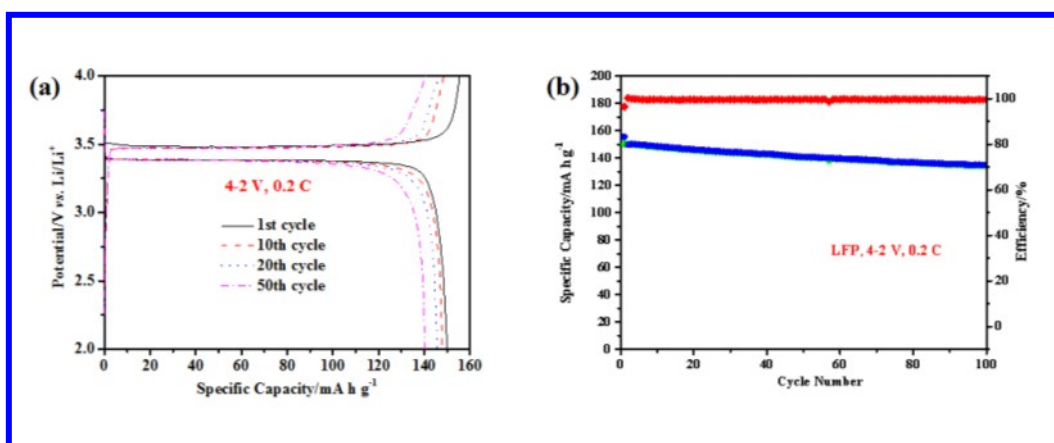 (a)
4.0
3.5
3.0
2.5
2.0
Potential/V vs. Li/Li⁺
4-2 V, 0.2 C
1st cycle
10th cycle
20th cycle
50th cycle
0 20 40 60 80 100 120 140 160
Specific Capacity/mA h g⁻¹
(b)
200
180
160
140
120
100
80
60
40
20
0
Specific Capacity/mA h g⁻¹
LFP, 4-2 V, 0.2 C
100
80
60
40
20
0
Efficiency/%
0 20 40 60 80 100
Cycle Number